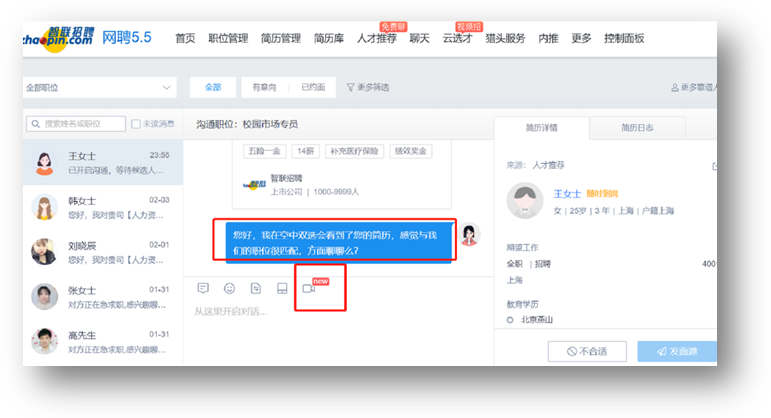 智联招聘
zhaopin.com
网聘5.5
首页 职位管理 简历管理 简历库 人才推荐 免费聊 聊天 云选才 视频招 猎头服务 内推 更多 控制面板
全部职位
全部 有意向 已约面 更多筛选
搜索姓名或职位 未读消息
沟通职位：校园市场专员
简历详情 简历日志
王女士 23:55
已开启沟通，等待候选人...
韩女士 02-03
您好，我对贵司【人力资...
刘晓辰 02-01
您好，我对贵司【人力资...
张女士 01-31
对方正在急求职,感兴趣聊...
高先生 01-31
对方正在急求职,感兴趣聊...
五险一金 14薪 补充医疗保险 绩效奖金
智联招聘
上市公司 | 1000-9999人
您好，我在空中双选会看到了您的简历，感觉与我
们的职位很匹配，方面聊聊么？
new
从这里开启对话...
来源：人才推荐
王女士 随时到岗
女 | 25岁 | 3 年 | 上海 | 户籍上海
期望工作
全职 | 招聘 400
上海
教育学历
北京燕山
不合适 发面邀